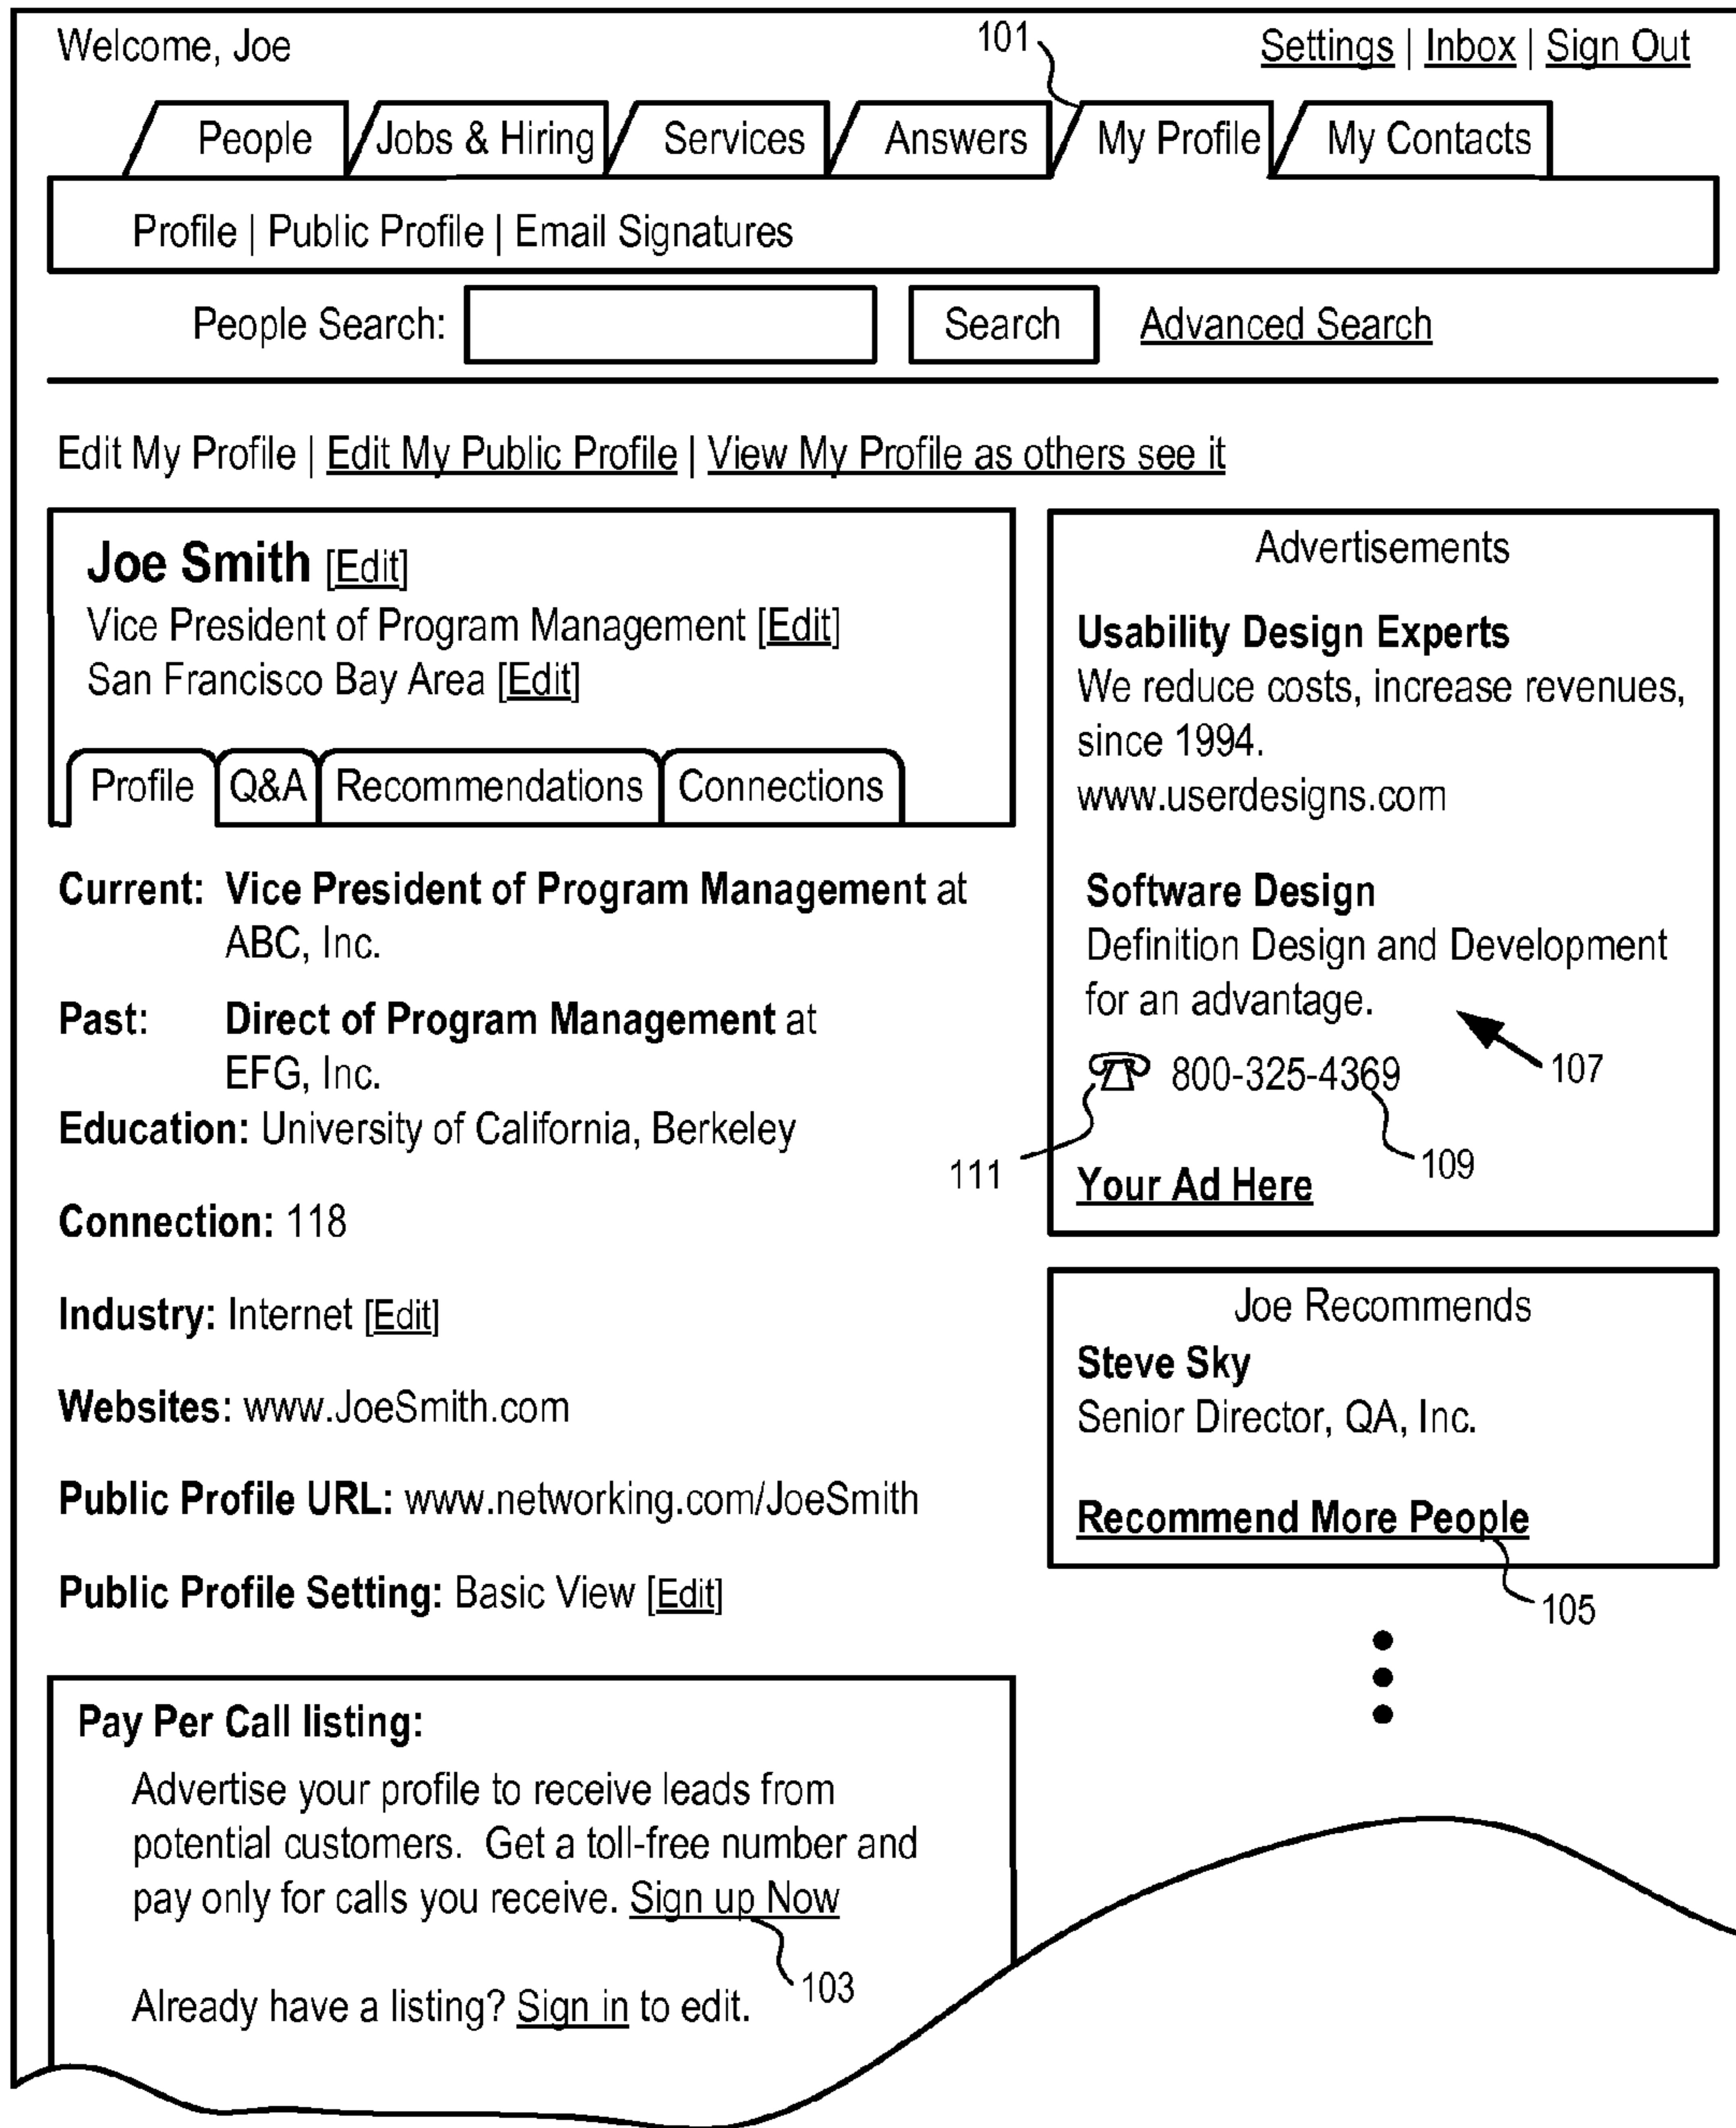 Welcome, Joe
101
Settings | Inbox | Sign Out
People
Jobs & Hiring
Services
Answers
My Profile
My Contacts
Profile | Public Profile | Email Signatures
People Search:
Search
Advanced Search
Edit My Profile | Edit My Public Profile | View My Profile as others see it
Joe Smith [Edit]
Vice President of Program Management [Edit]
San Francisco Bay Area [Edit]
Profile
Q&A
Recommendations
Connections
Current: Vice President of Program Management at
ABC, Inc.
Past: Direct of Program Management at
EFG, Inc.
Education: University of California, Berkeley
Connection: 118
Industry: Internet [Edit]
Websites: www.JoeSmith.com
Public Profile URL: www.networking.com/JoeSmith
Public Profile Setting: Basic View [Edit]
Pay Per Call listing:
Advertise your profile to receive leads from
potential customers. Get a toll-free number and
pay only for calls you receive. Sign up Now
103
Already have a listing? Sign in to edit.
Advertisements
Usability Design Experts
We reduce costs, increase revenues,
since 1994.
www.userdesigns.com
Software Design
Definition Design and Development
for an advantage.
107
800-325-4369
111
109
Your Ad Here
Joe Recommends
Steve Sky
Senior Director, QA, Inc.
Recommend More People
105